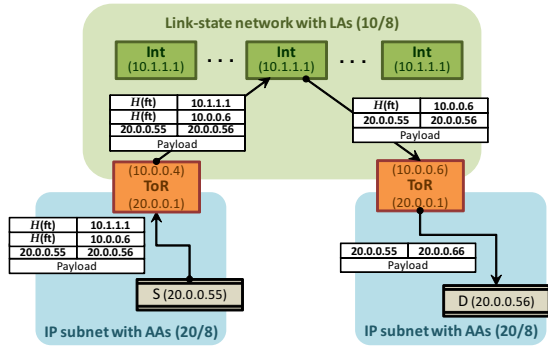 Link-state network with LAs (10/8)
Int
(10.1.1.1)
. . .
Int
(10.1.1.1)
. . .
Int
(10.1.1.1)
H(ft) 10.1.1.1
H(ft) 10.0.0.6
20.0.0.55 20.0.0.56
Payload
H(ft) 10.0.0.6
20.0.0.55 20.0.0.56
Payload
(10.0.0.4)
ToR
(20.0.0.1)
(10.0.0.6)
ToR
(20.0.0.1)
H(ft) 10.1.1.1
H(ft) 10.0.0.6
20.0.0.55 20.0.0.56
Payload
20.0.0.55 20.0.0.66
Payload
S (20.0.0.55)
D (20.0.0.56)
IP subnet with AAs (20/8)
IP subnet with AAs (20/8)